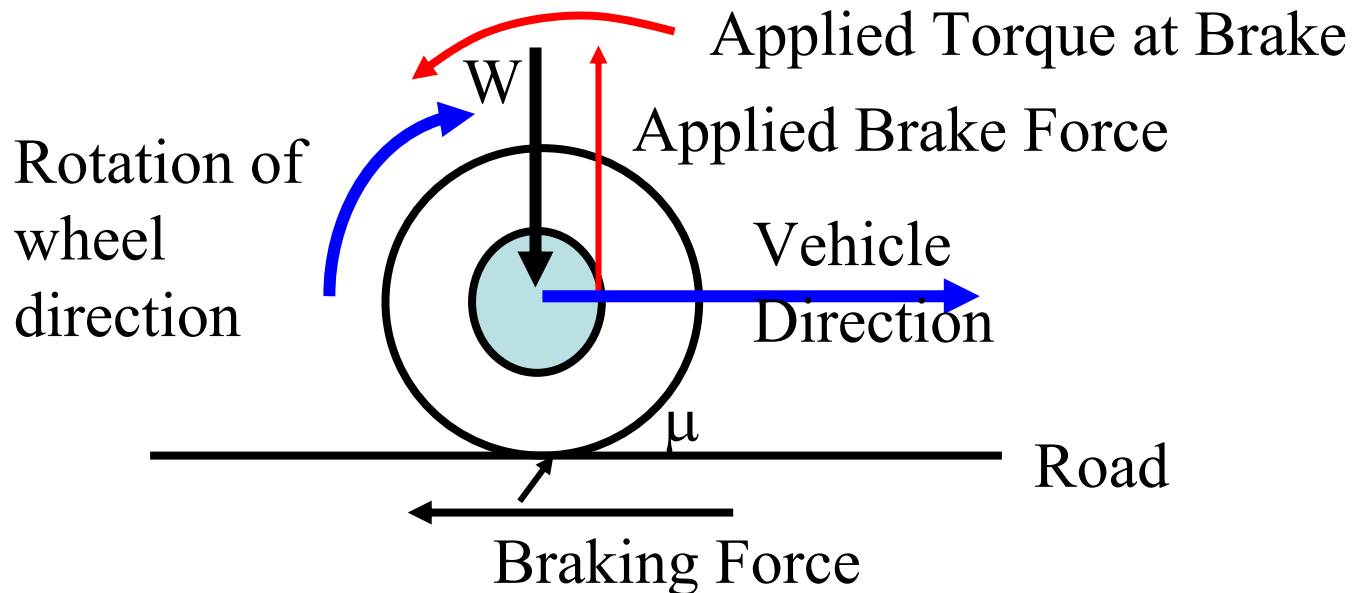 Applied Torque at Brake
W
Applied Brake Force
Rotation of
wheel
direction
Vehicle
Direction
μ
Road
Braking Force